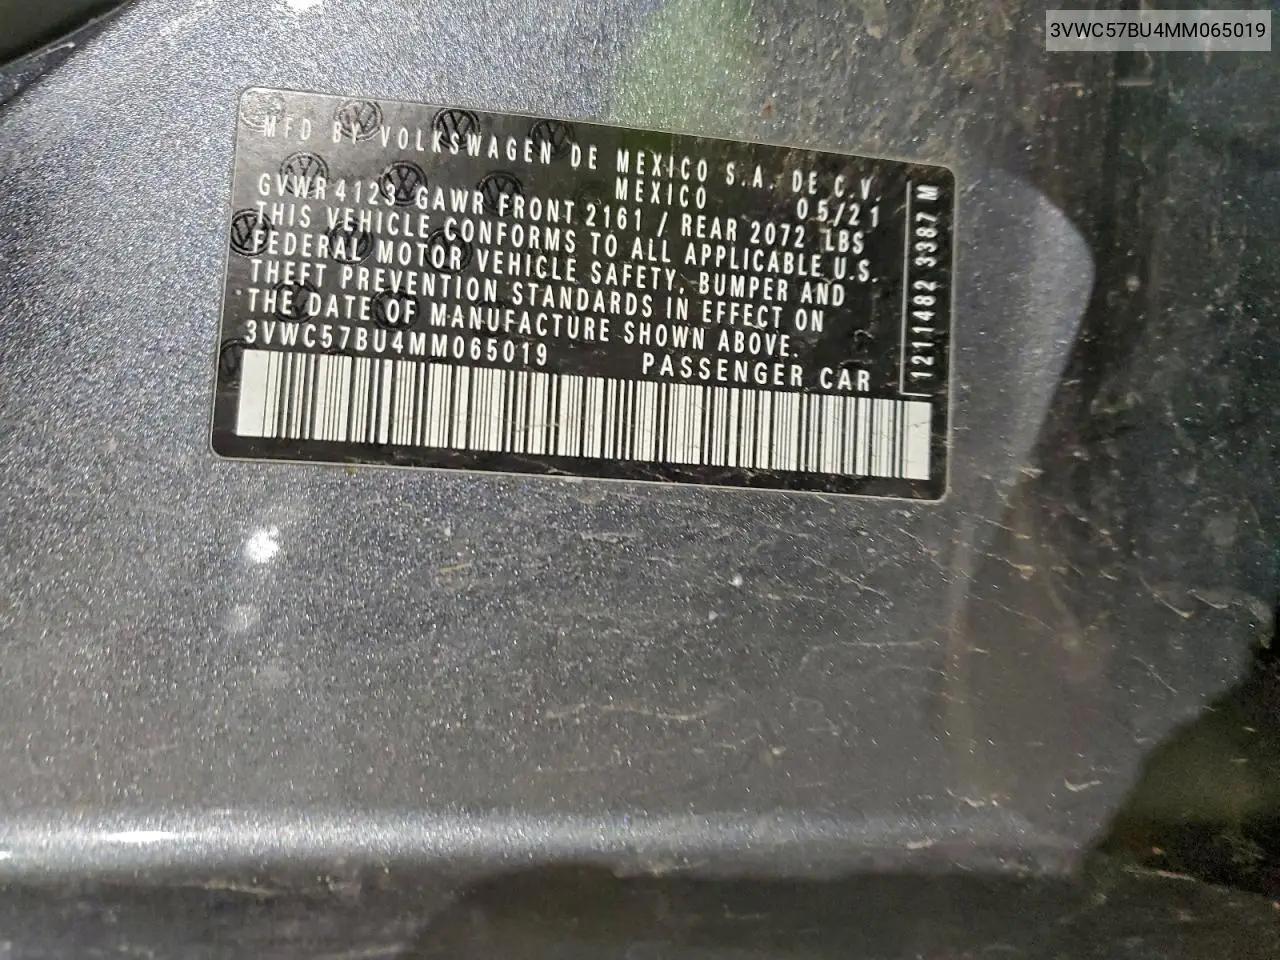 3VWC57BU4MM065019
MFD BY VOLKSWAGEN DE MEXICO S.A. DE C.V.
MEXICO 05/21
GVWR 4123 GAWR FRONT 2161 / REAR 2072 LBS
THIS VEHICLE CONFORMS TO ALL APPLICABLE U.S.
FEDERAL MOTOR VEHICLE SAFETY, BUMPER AND
THEFT PREVENTION STANDARDS IN EFFECT ON
THE DATE OF MANUFACTURE SHOWN ABOVE.
3VWC57BU4MM065019 PASSENGER CAR
1211482 3387 M